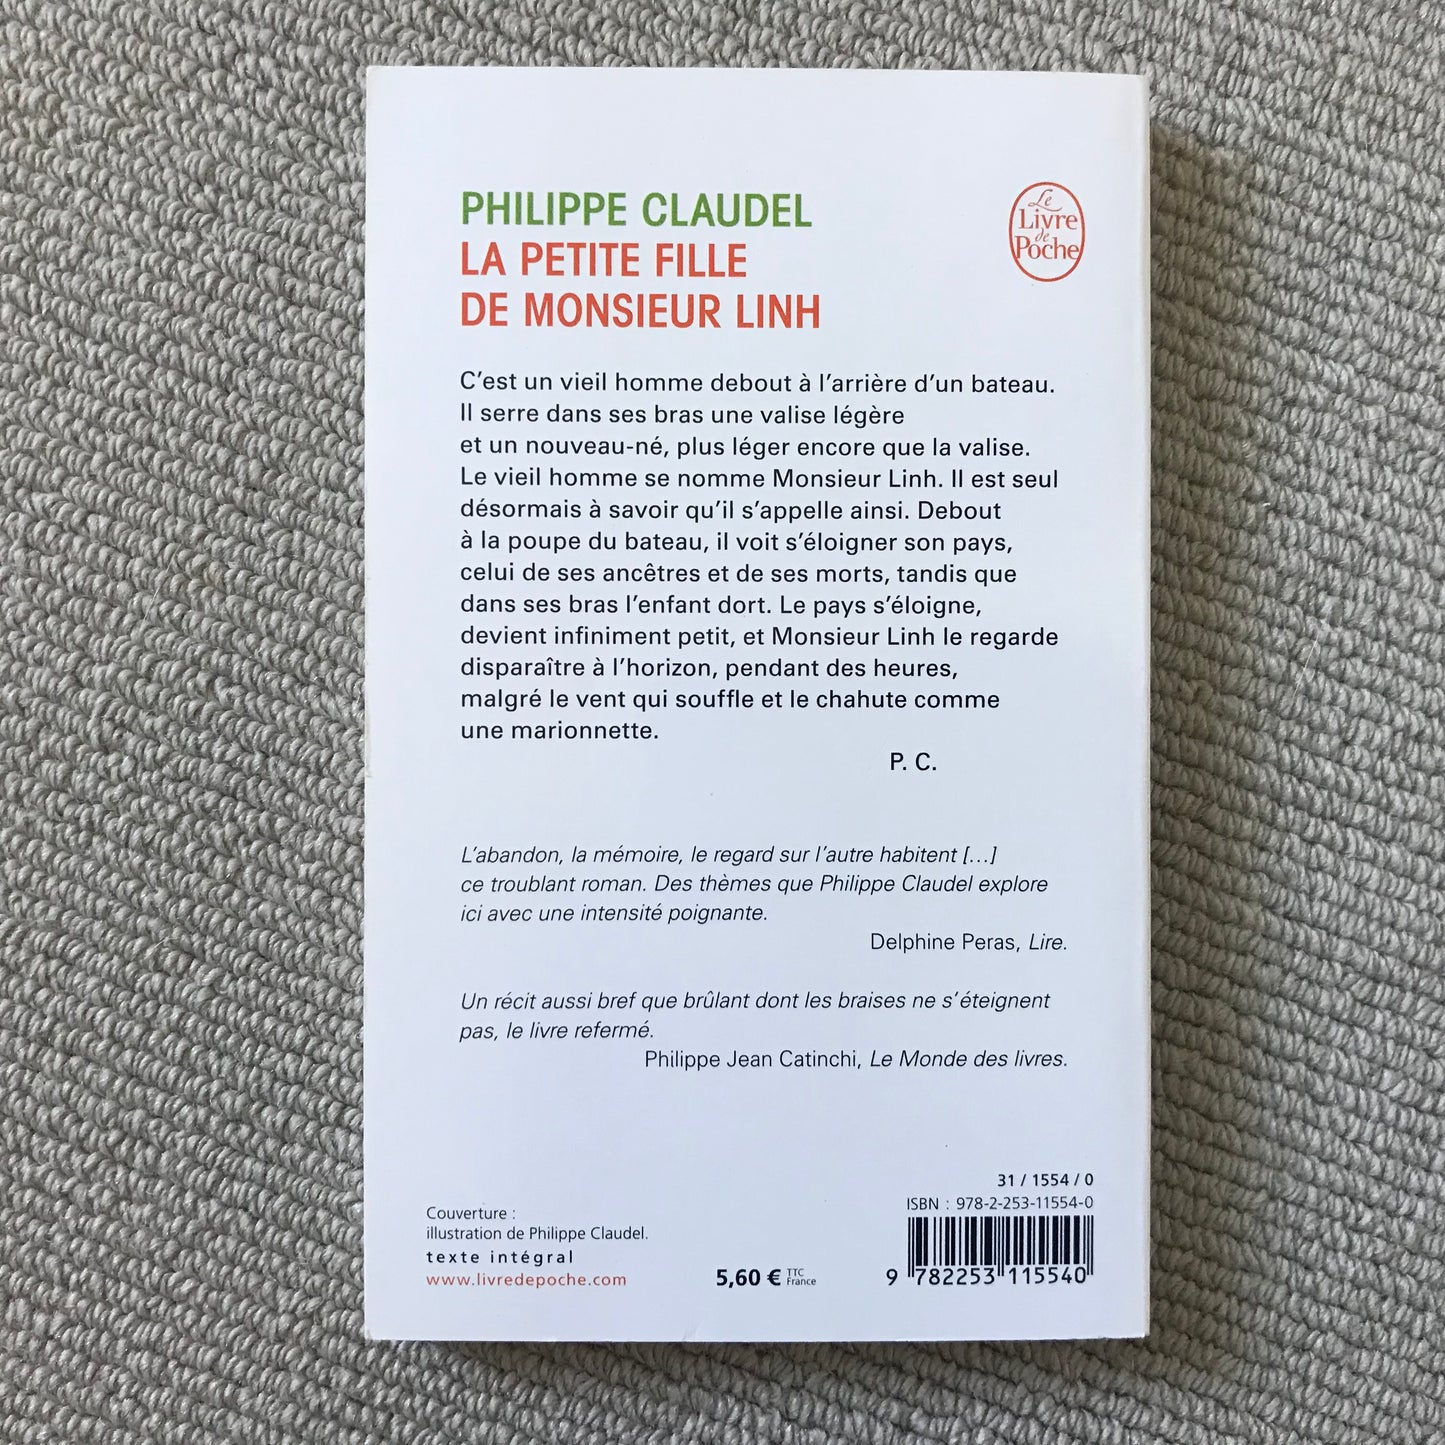 PHILIPPE CLAUDEL
LA PETITE FILLE
DE MONSIEUR LINH
Le
Livre
de
Poche
C'est un vieil homme debout à l'arrière d'un bateau.
Il serre dans ses bras une valise légère
et un nouveau-né, plus léger encore que la valise.
Le vieil homme se nomme Monsieur Linh. Il est seul
désormais à savoir qu'il s'appelle ainsi. Debout
à la poupe du bateau, il voit s'éloigner son pays,
celui de ses ancêtres et de ses morts, tandis que
dans ses bras l'enfant dort. Le pays s'éloigne,
devient infiniment petit, et Monsieur Linh le regarde
disparaître à l'horizon, pendant des heures,
malgré le vent qui souffle et le chahute comme
une marionnette.
P. C.
L'abandon, la mémoire, le regard sur l'autre habitent [...]
ce troublant roman. Des thèmes que Philippe Claudel explore
ici avec une intensité poignante.
Delphine Peras, Lire.
Un récit aussi bref que brûlant dont les braises ne s'éteignent
pas, le livre refermé.
Philippe Jean Catinchi, Le Monde des livres.
Couverture :
illustration de Philippe Claudel.
texte intégral
www.livredepoche.com
5,60 € TTC
France
31 / 1554 / 0
ISBN : 978-2-253-11554-0
9 782253 115540